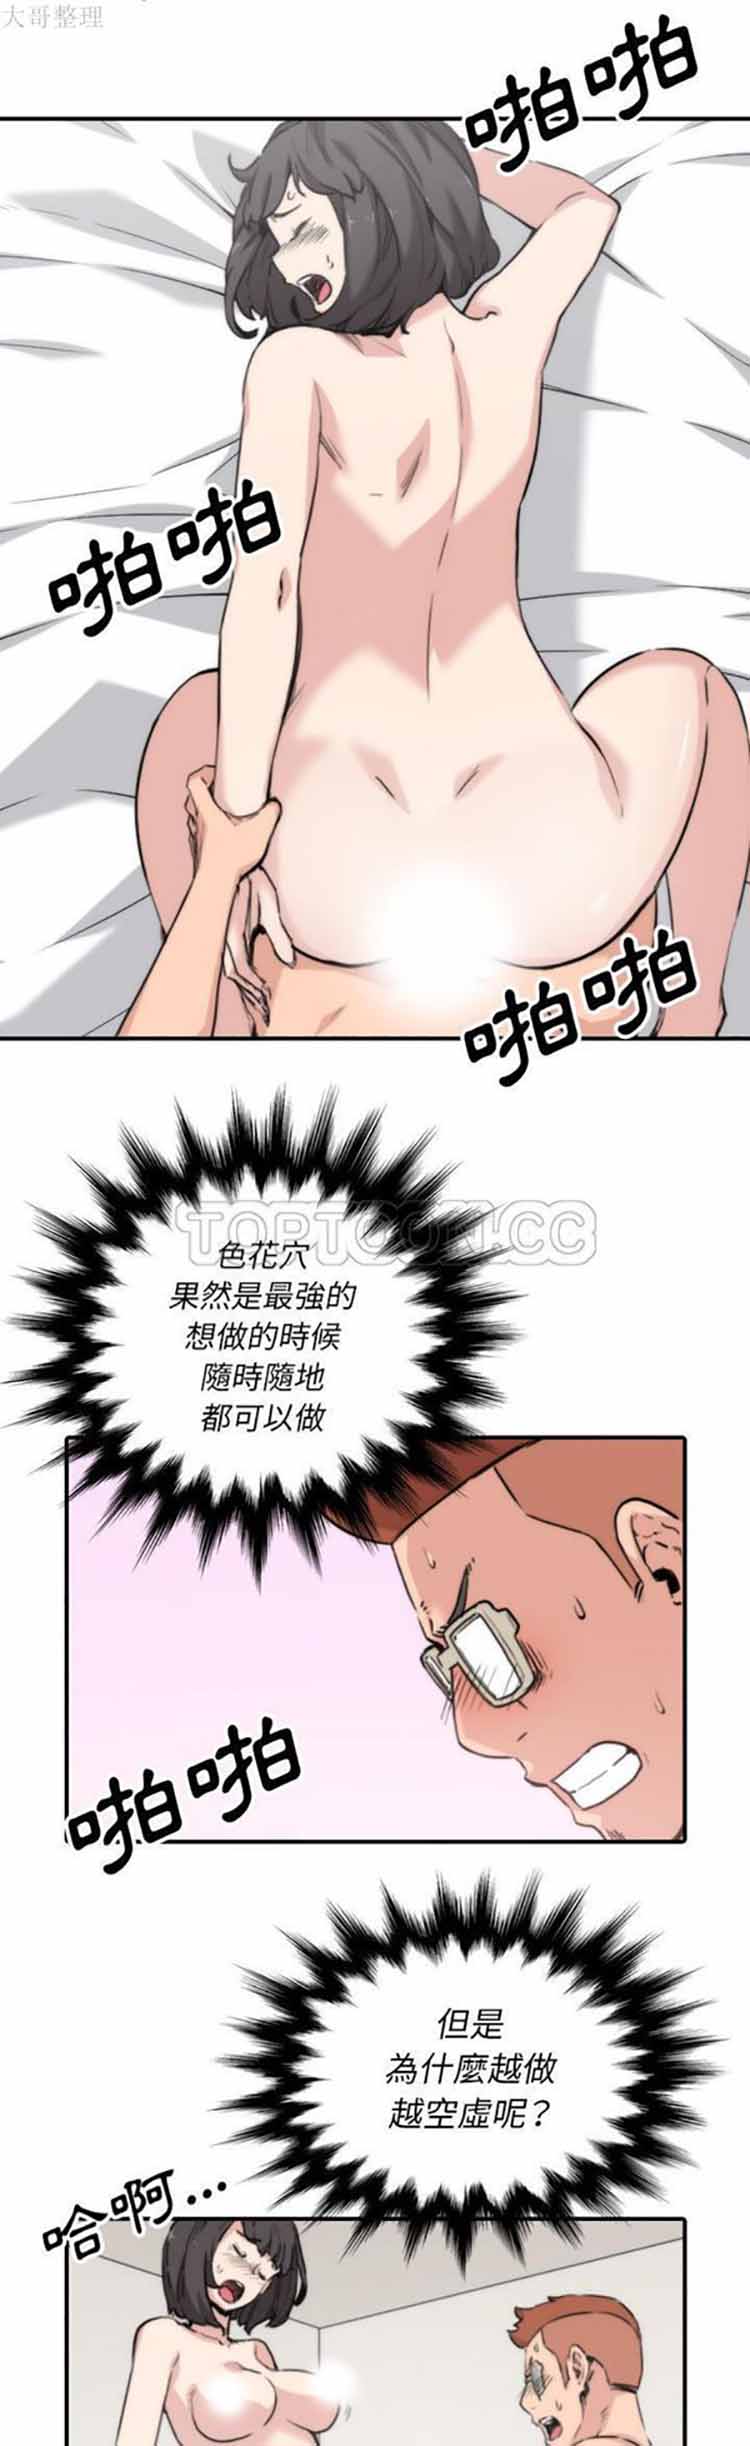 大哥整理
啪啪
啪啪
啪啪
TOPTOON.CC
色花穴
果然是最強的
想做的時候
隨時隨地
都可以做
啪啪
但是
為什麼越做
越空虛呢？
哈啊...